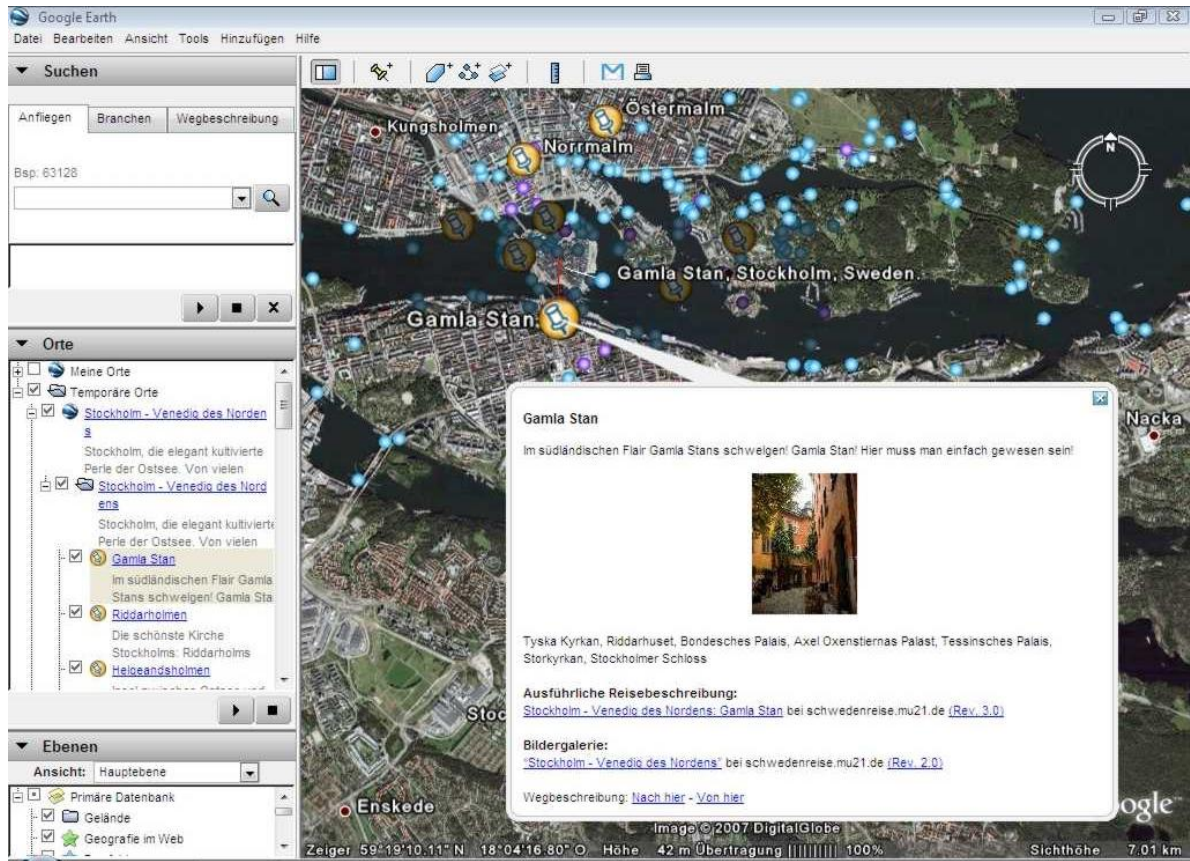 Google Earth
Datei Bearbeiten Ansicht Tools Hinzufügen Hilfe
Suchen
Anfliegen Branchen Wegbeschreibung
Bsp: 63128
Orte
Meine Orte
Temporäre Orte
Stockholm - Venedig des Norden
s
Stockholm, die elegant kultivierte
Perle der Ostsee. Von vielen
Stockholm - Venedig des Nord
ens
Stockholm, die elegant kultivierte
Perle der Ostsee. Von vielen
Gamla Stan
Im südländischen Flair Gamla
Stans schwelgen! Gamla Sta
Riddarholmen
Die schönste Kirche
Stockholms: Riddarholms
Helgeandsholmen
Insel zwischen Ostsee und
Ebenen
Ansicht: Hauptebene
Primäre Datenbank
Gelände
Geografie im Web
Östermalm
Kungsholmen
Norrmalm
N
Gamla Stan, Stockholm, Sweden.
Gamla Stan
Nacka
Gamla Stan
Im südländischen Flair Gamla Stans schwelgen! Gamla Stan! Hier muss man einfach gewesen sein!
Tyska Kyrkan, Riddarhuset, Bondesches Palais, Axel Oxenstiernas Palast, Tessinsches Palais,
Storkyrkan, Stockholmer Schloss
Ausführliche Reisebeschreibung:
Stockholm - Venedig des Nordens: Gamla Stan bei schwedenreise.mu21.de (Rev. 3.0)
Bildergalerie:
"Stockholm - Venedig des Nordens" bei schwedenreise.mu21.de (Rev. 2.0)
Wegbeschreibung: Nach hier - Von hier
Stoc
Enskede
ogle™
Image © 2007 DigitalGlobe
Zeiger 59°19'10.11" N 18°04'16.80" O Höhe 42 m Übertragung |||||||||| 100% Sichthöhe 7.01 km